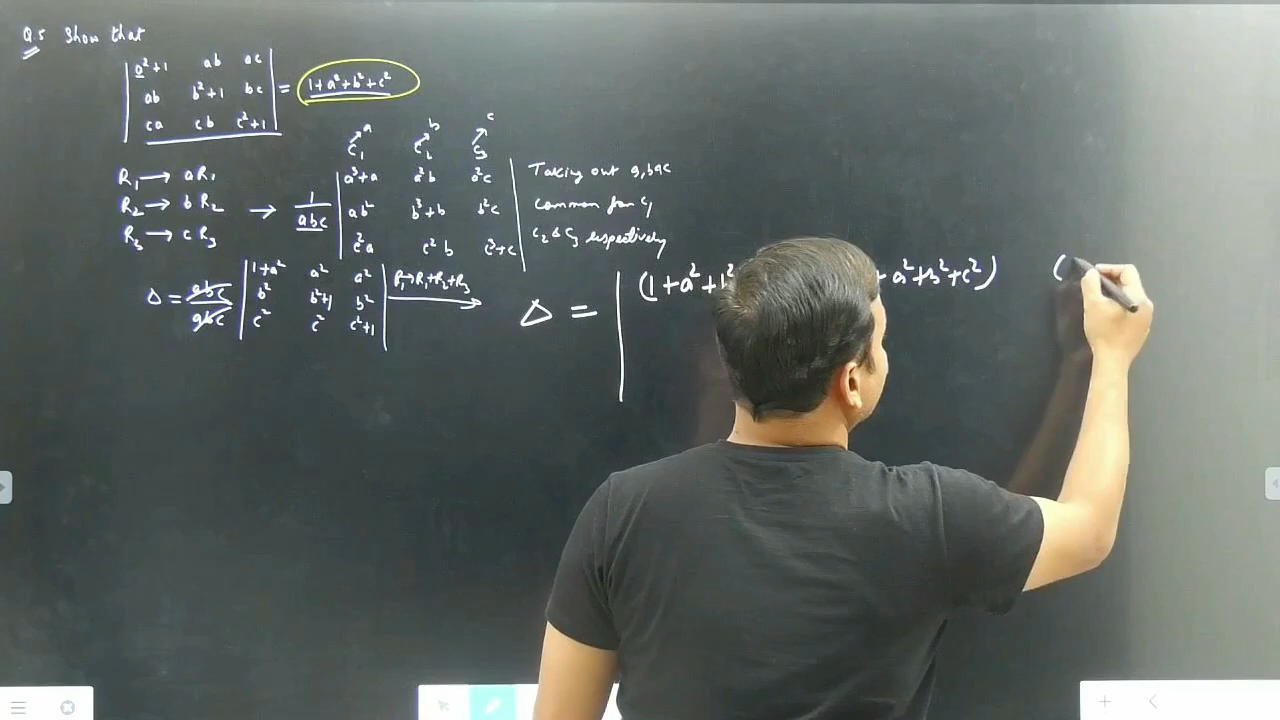 Q.5 Show that
| a²+1 ab ac |
| ab b²+1 bc | = 1+a²+b²+c²
| ca cb c²+1 |
R₁ → aR₁
R₂ → bR₂
R₃ → cR₃
→ 1/abc
C₁ a C₂ b C₃ c
| a³+a a²b a²c |
| ab² b³+b b²c |
| c²a c²b c³+c |
Taking out a, b & c
common from C₁
C₂ & C₃ respectively
Δ = abc/abc
| 1+a² a² a² |
| b² b²+1 b² |
| c² c² c²+1 |
R₁→R₁+R₂+R₃
Δ = | (1+a²+b² + a²+b²+c²) (